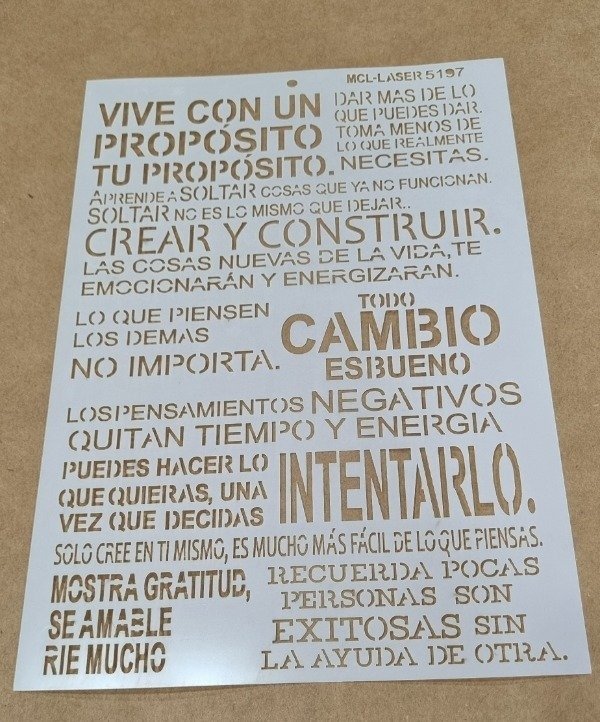 MCL-LASER 5197
VIVE CON UN
PROPÓSITO
TU PROPÓSITO.
DAR MAS DE LO
QUE PUEDES DAR.
TOMA MENOS DE
LO QUE REALMENTE
NECESITAS.
APRENDE A SOLTAR COSAS QUE YA NO FUNCIONAN.
SOLTAR NO ES LO MISMO QUE DEJAR..
CREAR Y CONSTRUIR.
LAS COSAS NUEVAS DE LA VIDA, TE
EMOCIONARÁN Y ENERGIZARAN.
LO QUE PIENSEN
LOS DEMAS
NO IMPORTA.
TODO
CAMBIO
ES BUENO
LOS PENSAMIENTOS NEGATIVOS
QUITAN TIEMPO Y ENERGIA
PUEDES HACER LO
QUE QUIERAS, UNA
VEZ QUE DECIDAS
INTENTARLO.
SOLO CREE EN TI MISMO, ES MUCHO MÁS FÁCIL DE LO QUE PIENSAS.
MOSTRA GRATITUD,
SE AMABLE
RIE MUCHO
RECUERDA POCAS
PERSONAS SON
EXITOSAS SIN
LA AYUDA DE OTRA.